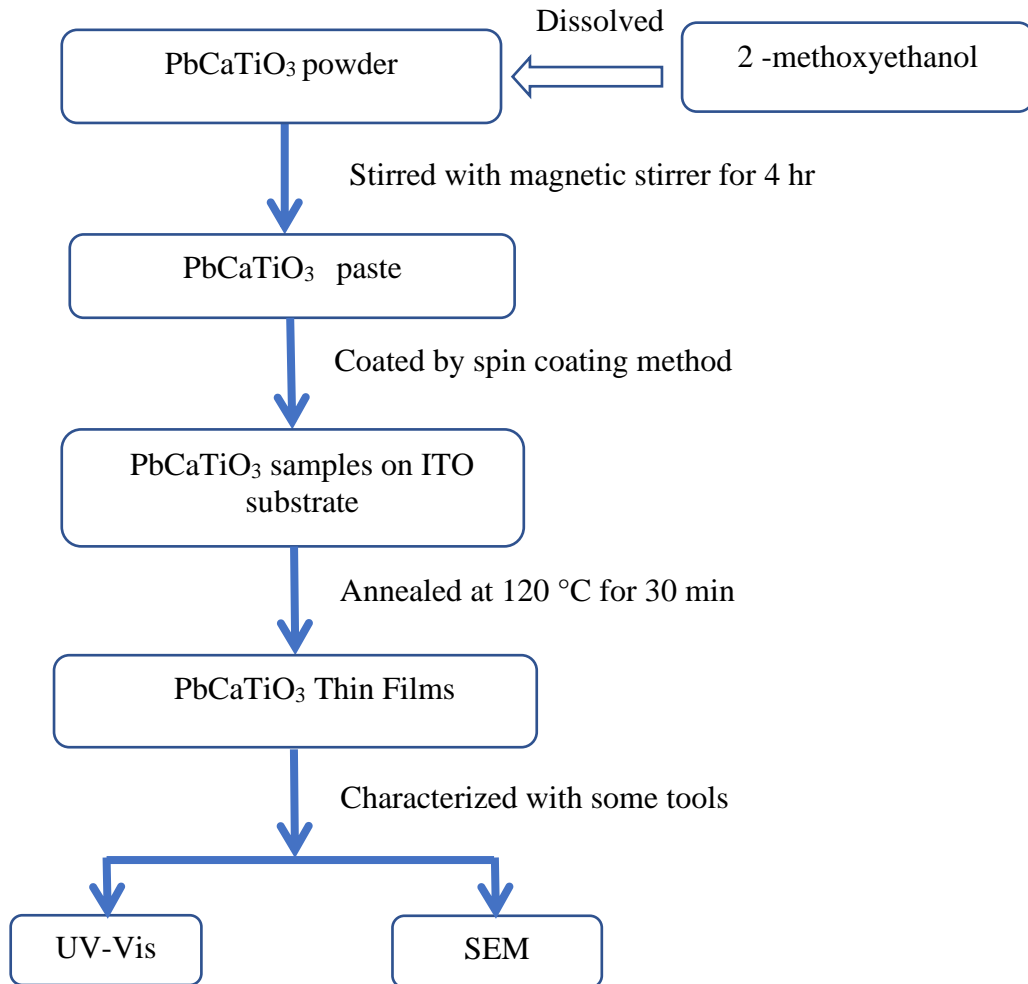 Dissolved
PbCaTiO₃ powder
2 -methoxyethanol
Stirred with magnetic stirrer for 4 hr
PbCaTiO₃ paste
Coated by spin coating method
PbCaTiO₃ samples on ITO
substrate
Annealed at 120 °C for 30 min
PbCaTiO₃ Thin Films
Characterized with some tools
UV-Vis
SEM